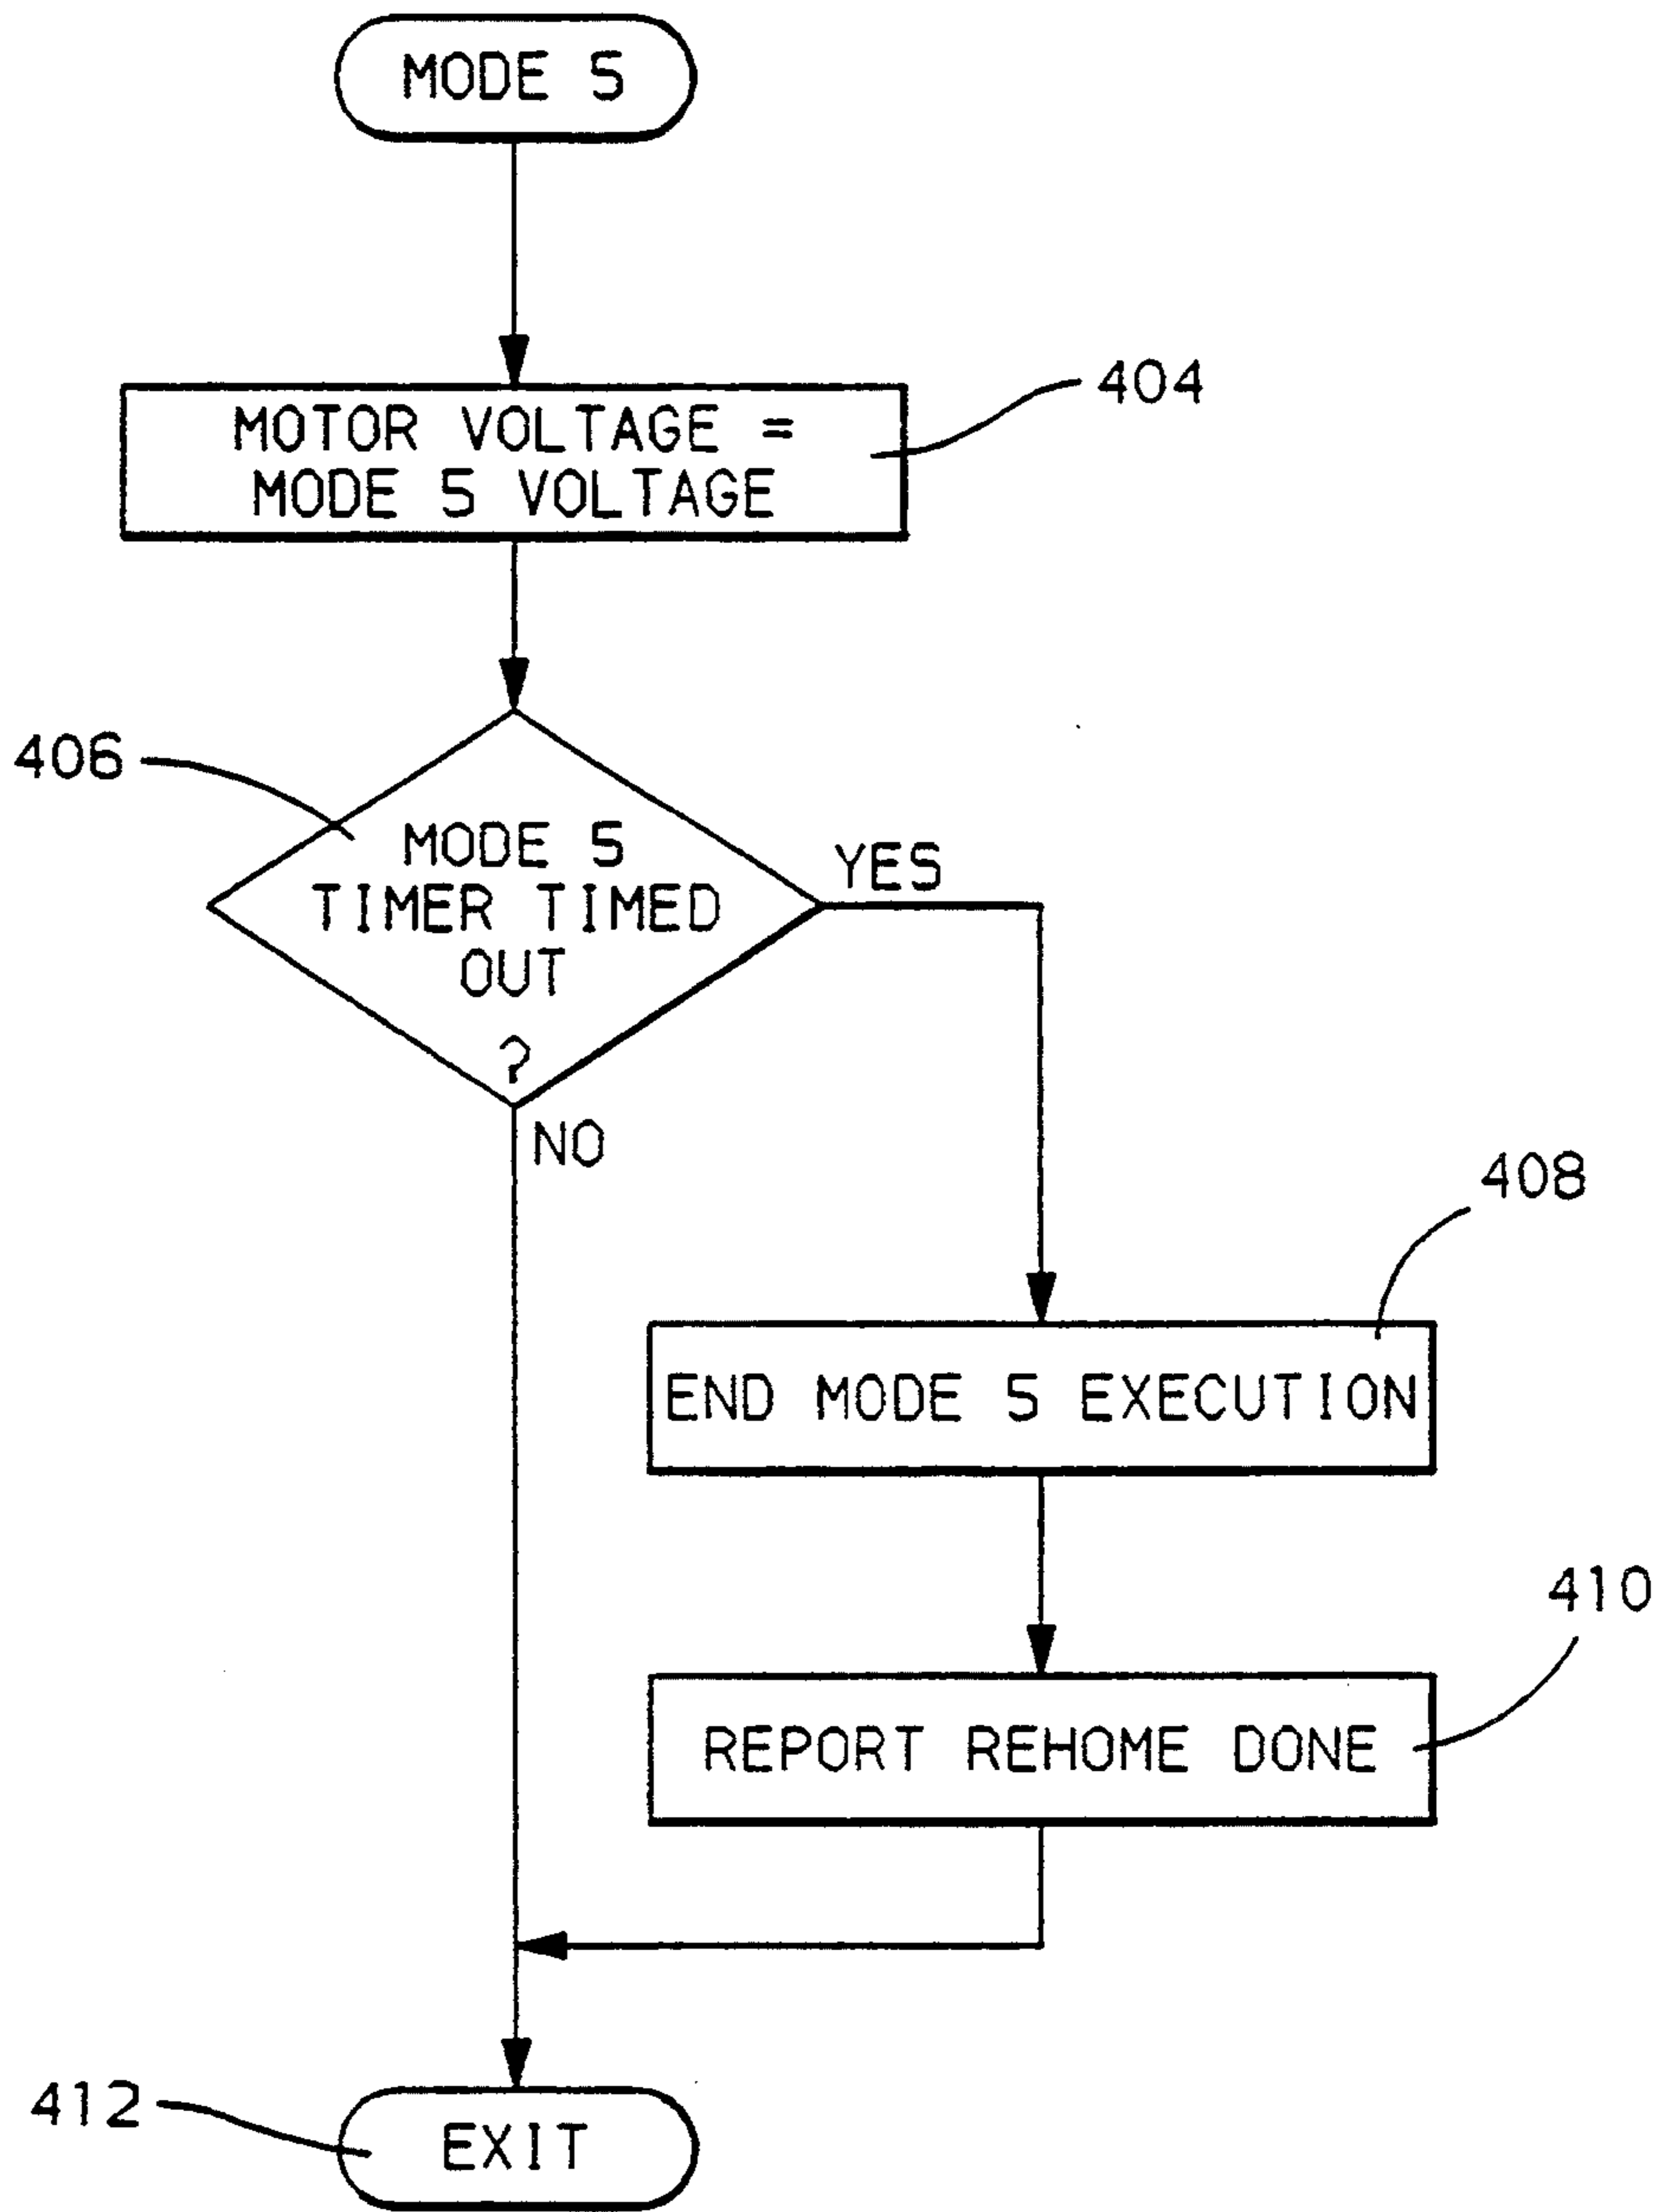 MODE 5
MOTOR VOLTAGE =
MODE 5 VOLTAGE
404
406
MODE 5
TIMER TIMED
OUT
?
YES
NO
408
END MODE 5 EXECUTION
410
REPORT REHOME DONE
412
EXIT